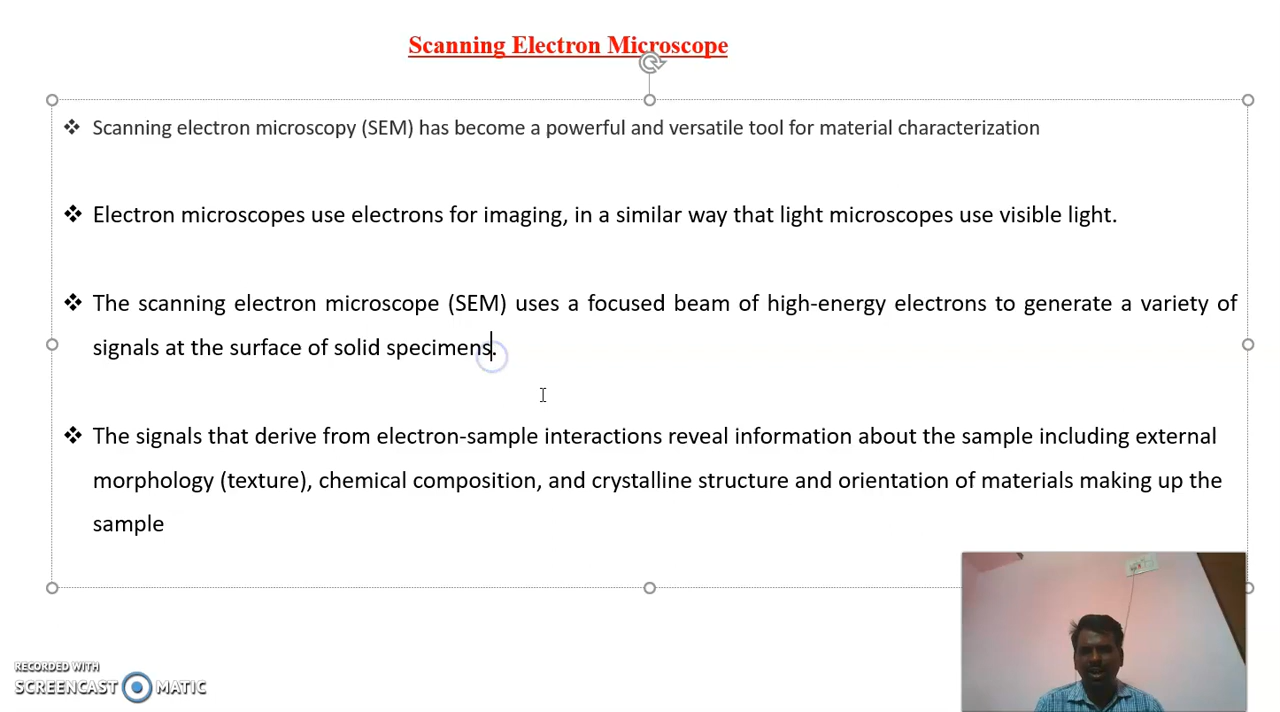 Scanning Electron Microscope
❖ Scanning electron microscopy (SEM) has become a powerful and versatile tool for material characterization
❖ Electron microscopes use electrons for imaging, in a similar way that light microscopes use visible light.
❖ The scanning electron microscope (SEM) uses a focused beam of high-energy electrons to generate a variety of
signals at the surface of solid specimens.
❖ The signals that derive from electron-sample interactions reveal information about the sample including external
morphology (texture), chemical composition, and crystalline structure and orientation of materials making up the
sample
RECORDED WITH
SCREENCAST MATIC